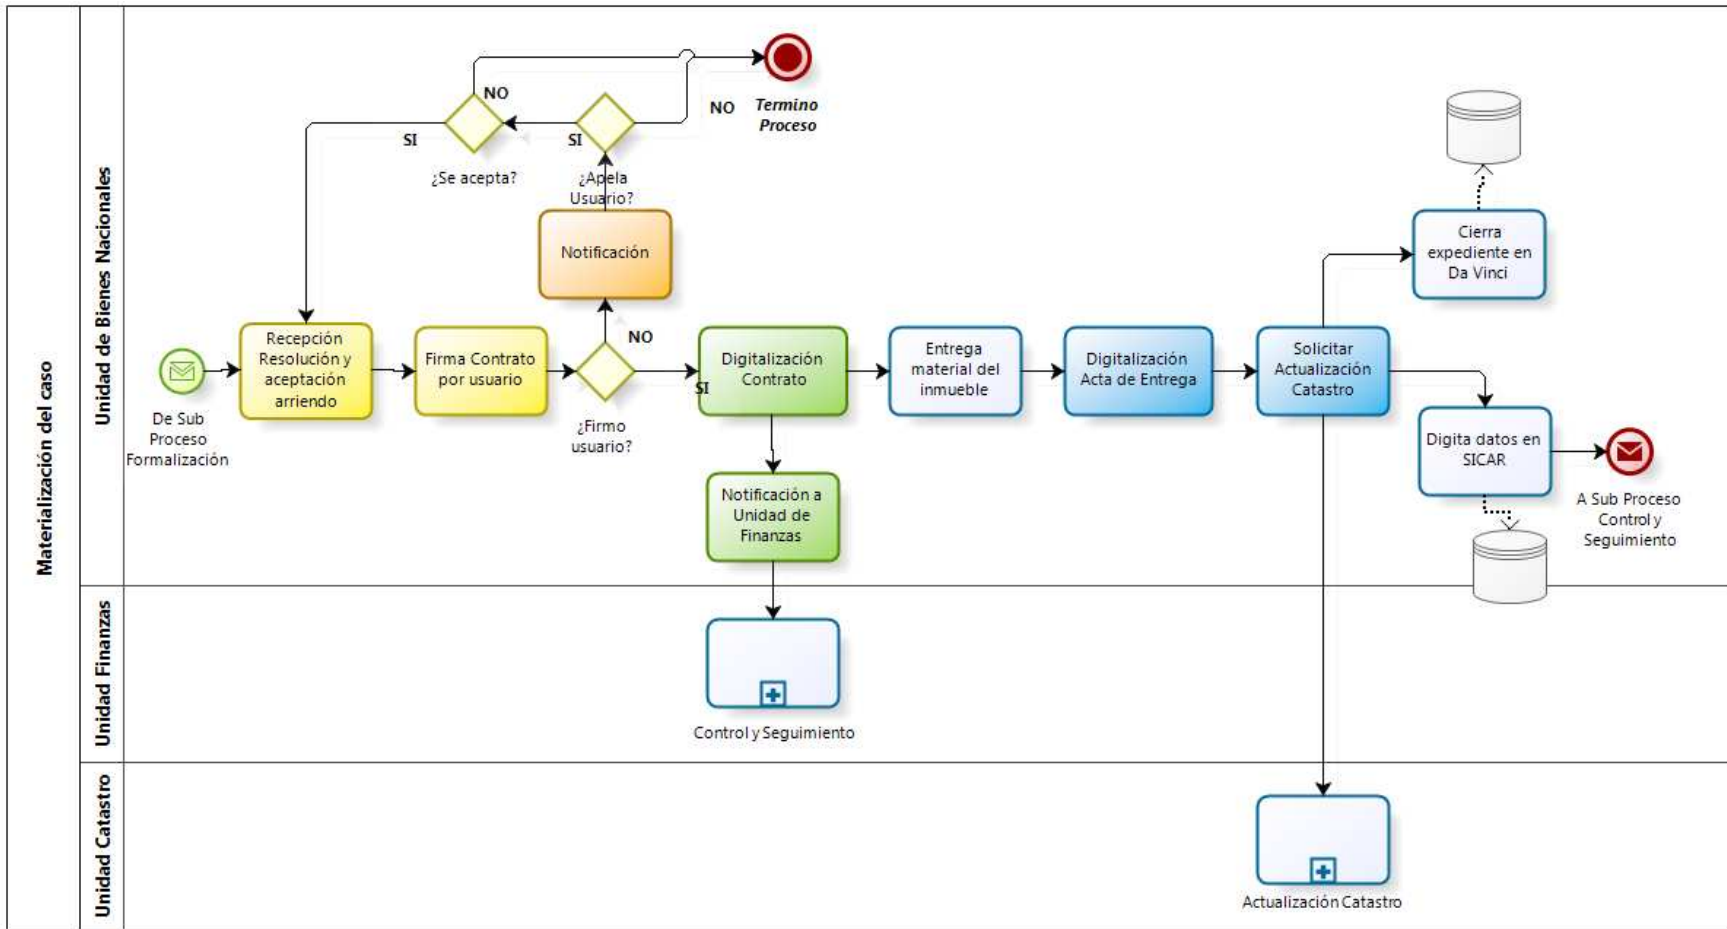 Materialización del caso
Unidad de Bienes Nacionales
NO
NO
Termino
Proceso
SI
SI
¿Se acepta?
¿Apela
Usuario?
Notificación
Cierra
expediente en
Da Vinci
De Sub
Proceso
Formalización
Recepción
Resolución y
aceptación
arriendo
Firma Contrato
por usuario
NO
¿Firmo
usuario?
SI
Digitalización
Contrato
Entrega
material del
inmueble
Digitalización
Acta de Entrega
Solicitar
Actualización
Catastro
Digita datos en
SICAR
A Sub Proceso
Control y
Seguimiento
Notificación a
Unidad de
Finanzas
Unidad Finanzas
Control y Seguimiento
Unidad Catastro
Actualización Catastro